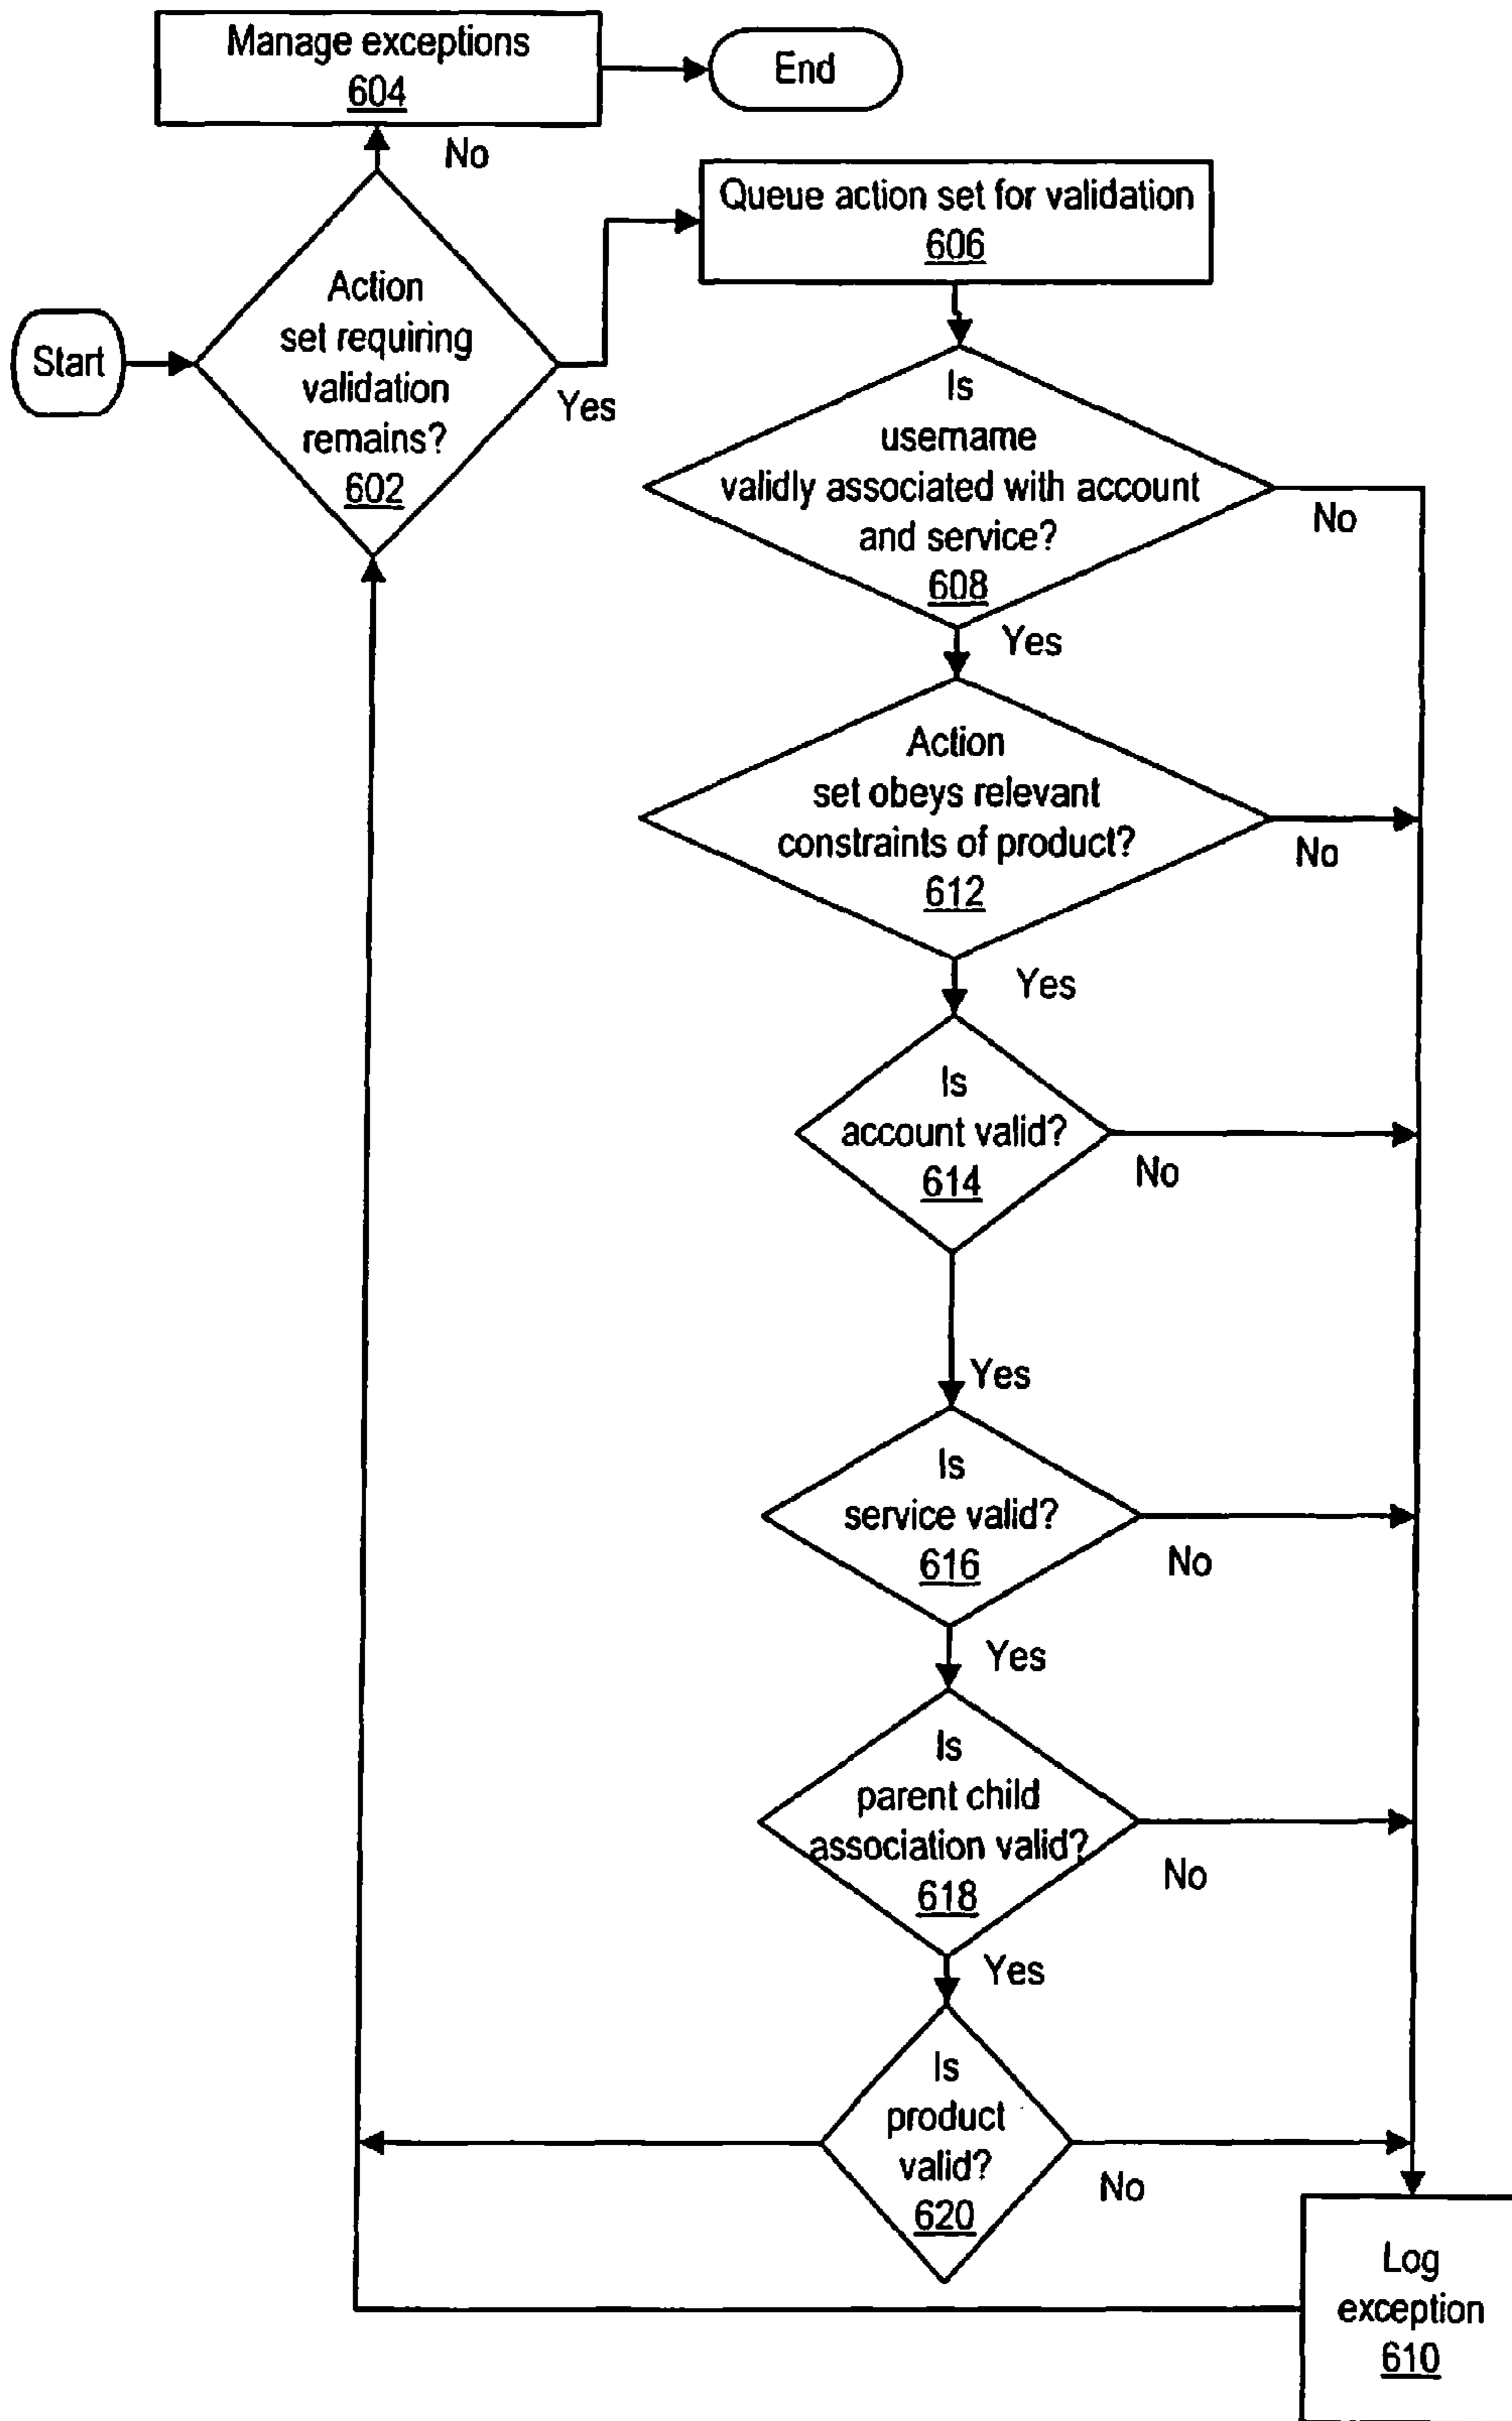 Manage exceptions
604
End
No
Queue action set for validation
606
Start
Action
set requiring
validation
remains?
602
Yes
Is
username
validly associated with account
and service?
608
No
Yes
Action
set obeys relevant
constraints of product?
612
No
Yes
Is
account valid?
614
No
Yes
Is
service valid?
616
No
Yes
Is
parent child
association valid?
618
No
Yes
Is
product
valid?
620
No
Log
exception
610